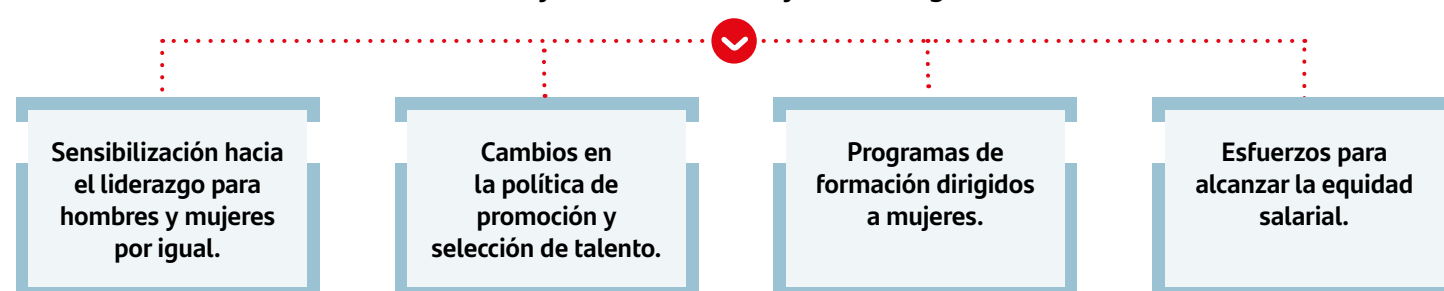 Sensibilización hacia
el liderazgo para
hombres y mujeres
por igual.
Cambios en
la política de
promoción y
selección de talento.
Programas de
formación dirigidos
a mujeres.
Esfuerzos para
alcanzar la equidad
salarial.